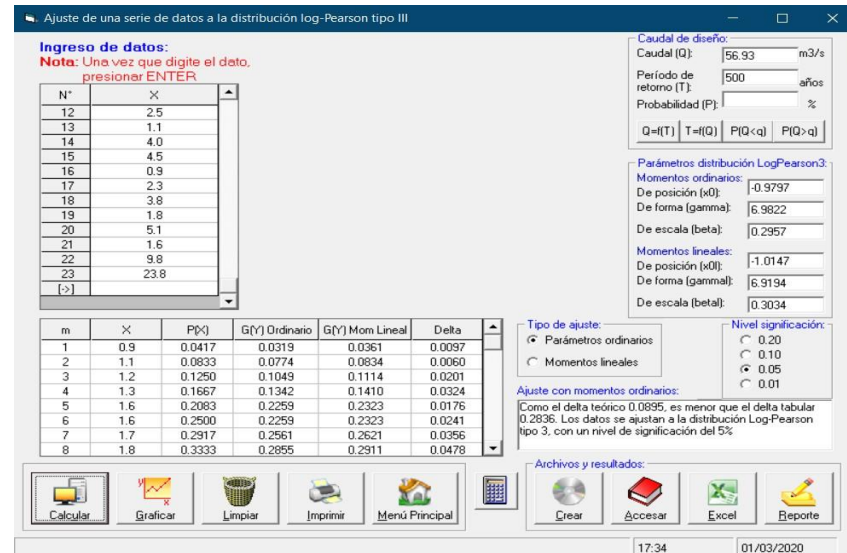 Ajuste de una serie de datos a la distribución log-Pearson tipo III
Ingreso de datos:
Nota: Una vez que digite el dato,
presionar ENTER
N° X
12 2.5
13 1.1
14 4.0
15 4.5
16 0.9
17 2.3
18 3.8
19 1.8
20 5.1
21 1.6
22 9.8
23 23.8
[->]
Caudal de diseño:
Caudal (Q): 56.93 m3/s
Período de
retorno (T): 500 años
Probabilidad (P): %
Q=f(T) T=f(Q) P(Q<q) P(Q>q)
Parámetros distribución LogPearson3:
Momentos ordinarios:
De posición (x0): -0.9797
De forma (gamma): 6.9822
De escala (beta): 0.2957
Momentos lineales:
De posición (x0l): -1.0147
De forma (gammal): 6.9194
De escala (betal): 0.3034
m X P(X) G(Y) Ordinario G(Y) Mom Lineal Delta
1 0.9 0.0417 0.0319 0.0361 0.0097
2 1.1 0.0833 0.0774 0.0834 0.0060
3 1.2 0.1250 0.1049 0.1114 0.0201
4 1.3 0.1667 0.1342 0.1410 0.0324
5 1.6 0.2083 0.2259 0.2323 0.0176
6 1.6 0.2500 0.2259 0.2323 0.0241
7 1.7 0.2917 0.2561 0.2621 0.0356
8 1.8 0.3333 0.2855 0.2911 0.0478
Tipo de ajuste:
Parámetros ordinarios
Momentos lineales
Nivel significación:
0.20
0.10
0.05
0.01
Ajuste con momentos ordinarios:
Como el delta teórico 0.0895, es menor que el delta tabular
0.2836. Los datos se ajustan a la distribución Log-Pearson
tipo 3, con un nivel de significación del 5%
Calcular Graficar Limpiar Imprimir Menú Principal
Archivos y resultados:
Crear Accesar Excel Reporte
17:34 01/03/2020